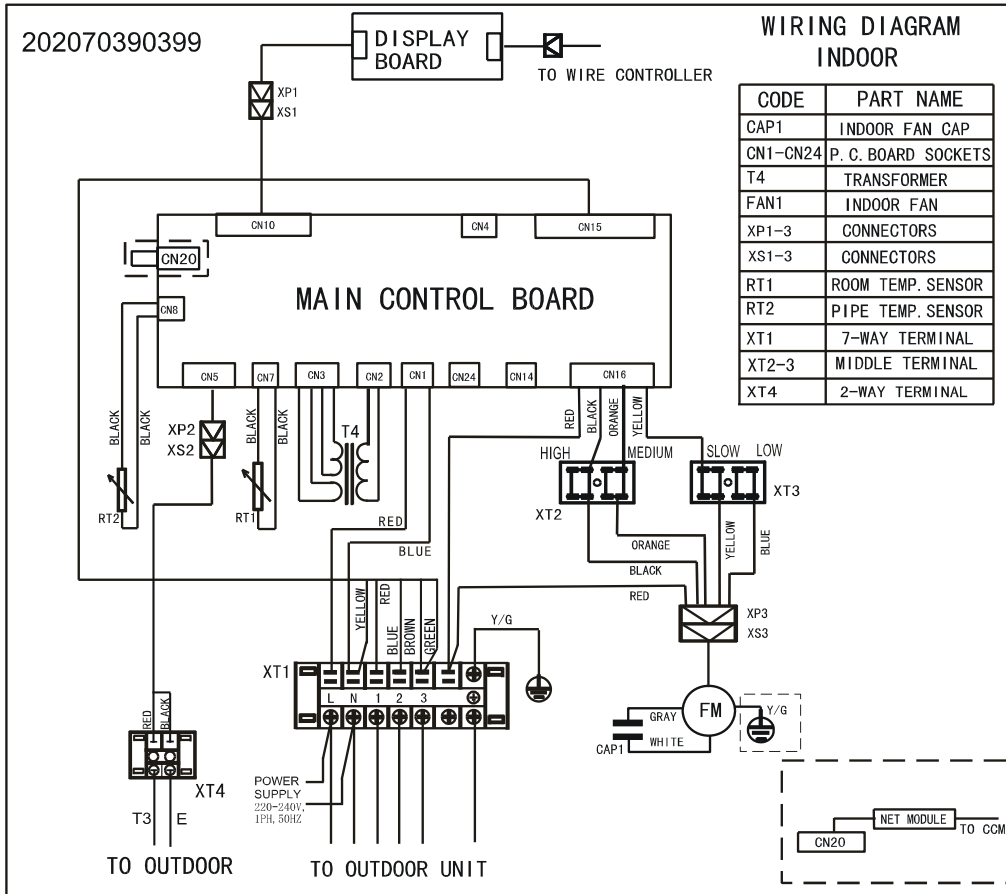 202070390399
DISPLAY
BOARD
TO WIRE CONTROLLER
WIRING DIAGRAM
INDOOR
CODE PART NAME
CAP1 INDOOR FAN CAP
CN1-CN24 P.C.BOARD SOCKETS
T4 TRANSFORMER
FAN1 INDOOR FAN
XP1-3 CONNECTORS
XS1-3 CONNECTORS
RT1 ROOM TEMP.SENSOR
RT2 PIPE TEMP.SENSOR
XT1 7-WAY TERMINAL
XT2-3 MIDDLE TERMINAL
XT4 2-WAY TERMINAL
XP1
XS1
CN10 CN4 CN15
CN20
MAIN CONTROL BOARD
CN8
CN5 CN7 CN3 CN2 CN1 CN24 CN14 CN16
BLACK BLACK
XP2
XS2
BLACK BLACK
T4
RED BLACK ORANGE YELLOW
HIGH MEDIUM SLOW LOW
XT2 XT3
RT2 RT1
RED
BLUE
ORANGE
BLACK
RED
YELLOW BLUE
YELLOW RED BLUE BROWN GREEN
Y/G
XP3
XS3
XT1
L N 1 2 3
FM
GRAY
WHITE
CAP1
Y/G
RED BLACK
XT4
T3 E
TO OUTDOOR
POWER
SUPPLY
220-240V,
1PH,50HZ
TO OUTDOOR UNIT
NET MODULE TO CCM
CN20